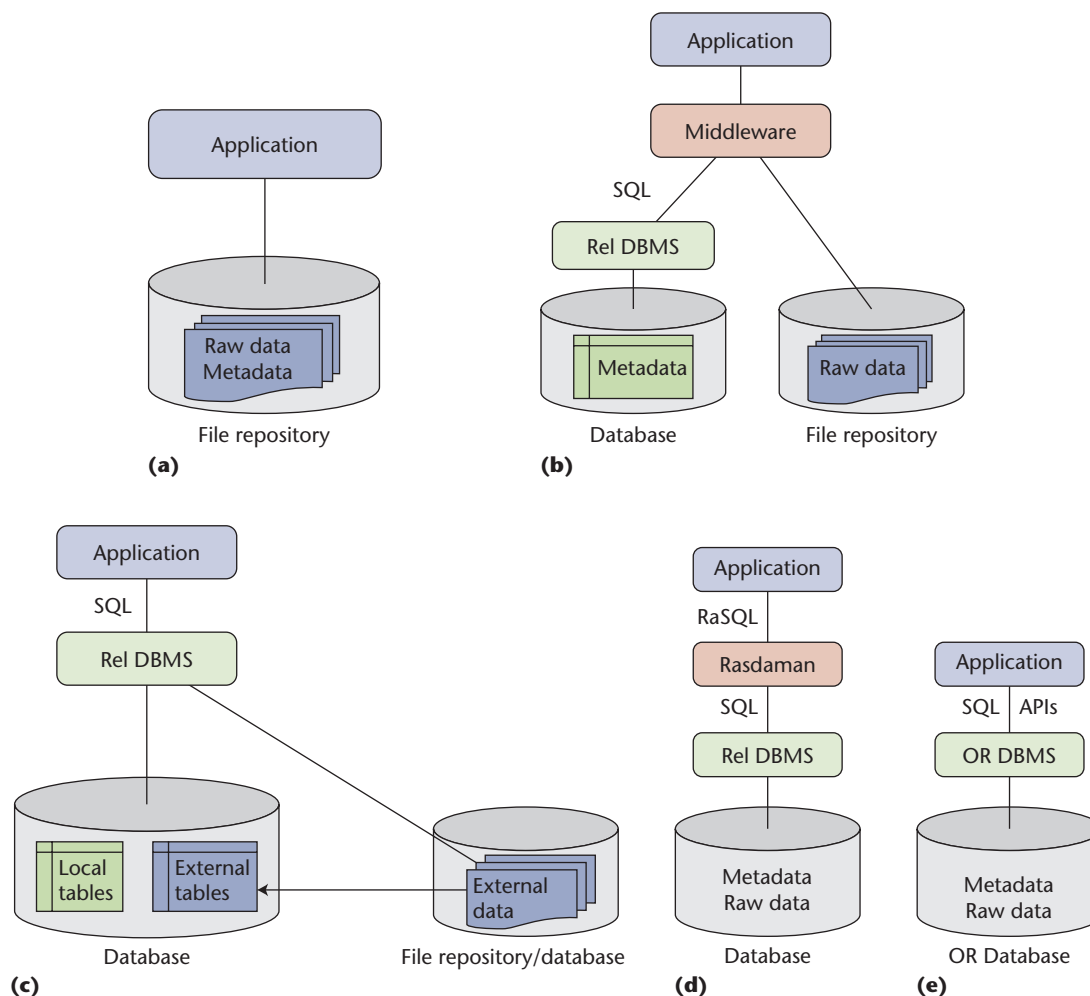 Application
Raw data
Metadata
File repository
(a)
Application
Middleware
SQL
Rel DBMS
Metadata
Raw data
Database
File repository
(b)
Application
SQL
Rel DBMS
Local
tables
External
tables
External
data
Database
File repository/database
(c)
Application
RaSQL
Rasdaman
SQL
Rel DBMS
Metadata
Raw data
Database
(d)
Application
SQL APIs
OR DBMS
Metadata
Raw data
OR Database
(e)